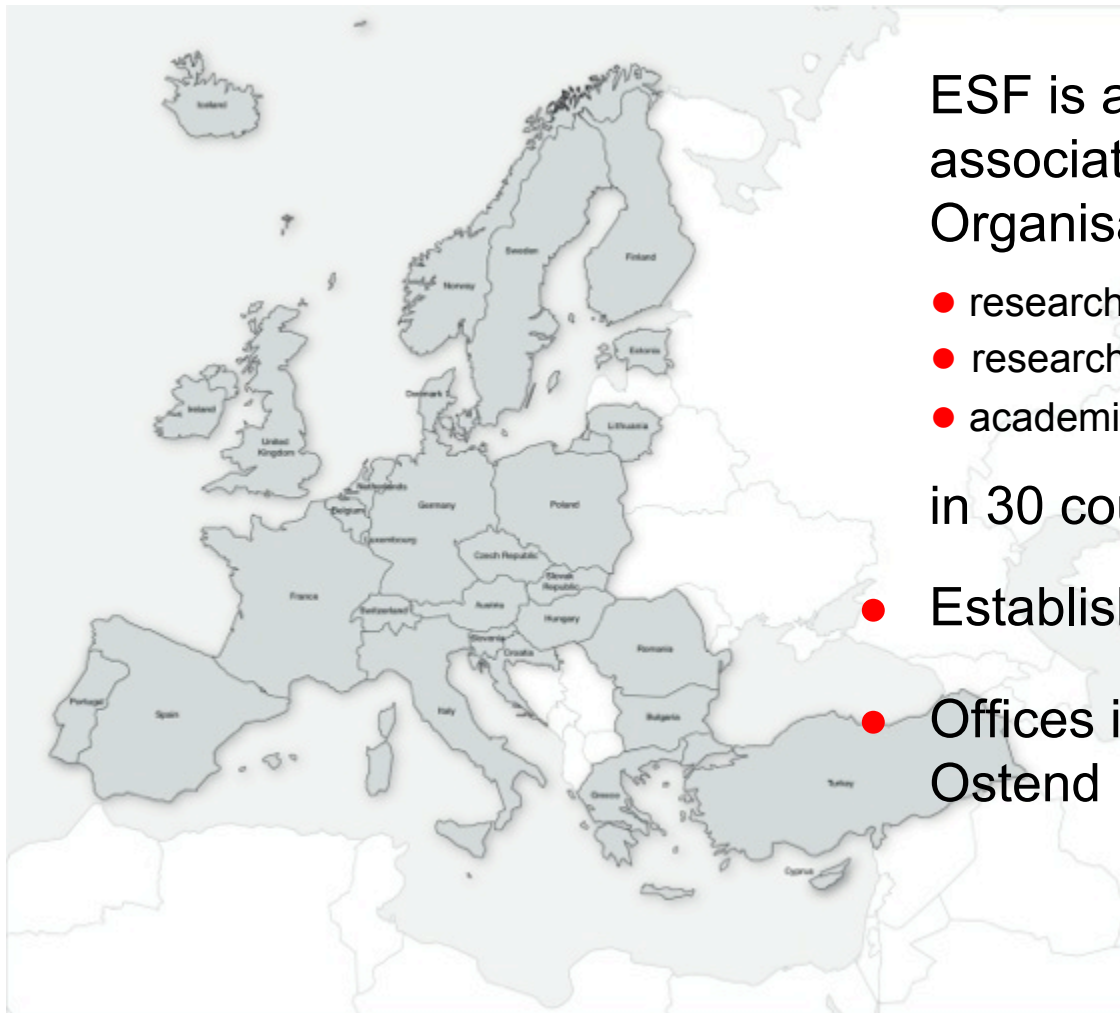 ESF is a
associat
Organisa
● research
● research
● academi
in 30 cou
● Establish
● Offices i
Ostend
Iceland
Norway
Sweden
Finland
Estonia
Denmark
Lithuania
Ireland
United
Kingdom
Netherlands
Belgium
Luxembourg
Germany
Poland
Czech Republic
Slovak
Republic
France
Switzerland
Austria
Hungary
Slovenia
Croatia
Romania
Portugal
Spain
Italy
Bulgaria
Greece
Turkey
Cyprus